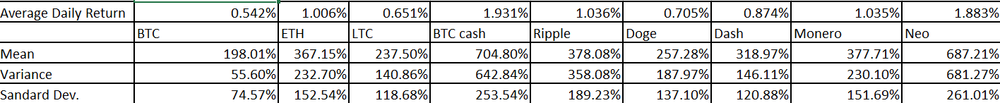 Average Daily Return 0.542% 1.006% 0.651% 1.931% 1.036% 0.705% 0.874% 1.035% 1.883%
BTC ETH LTC BTC cash Ripple Doge Dash Monero Neo
Mean 198.01% 367.15% 237.50% 704.80% 378.08% 257.28% 318.97% 377.71% 687.21%
Variance 55.60% 232.70% 140.86% 642.84% 358.08% 187.97% 146.11% 230.10% 681.27%
Sandard Dev. 74.57% 152.54% 118.68% 253.54% 189.23% 137.10% 120.88% 151.69% 261.01%